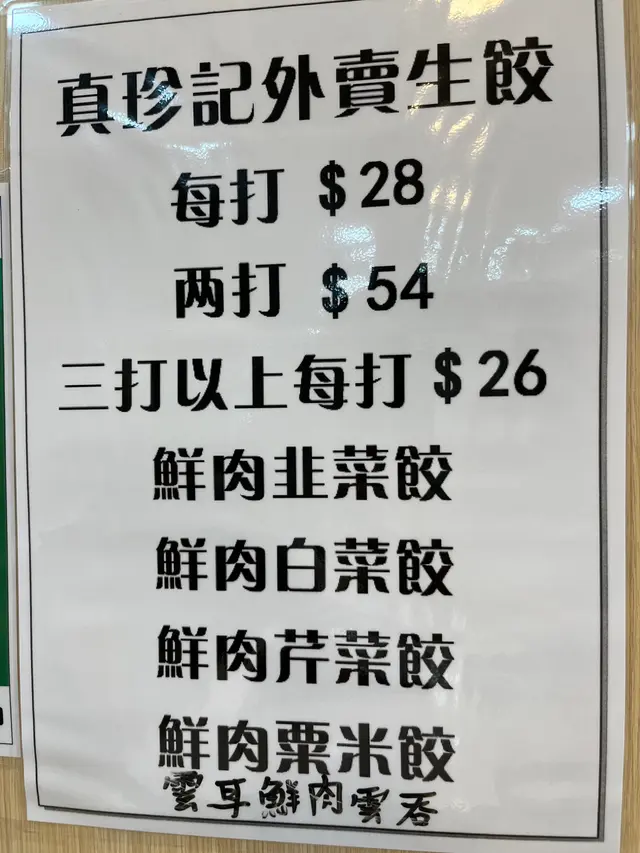 真珍記外賣生餃
每打 $28
两打 $54
三打以上每打 $26
鮮肉韭菜餃
鮮肉白菜餃
鮮肉芹菜餃
鮮肉粟米餃
雲耳鮮肉雲吞